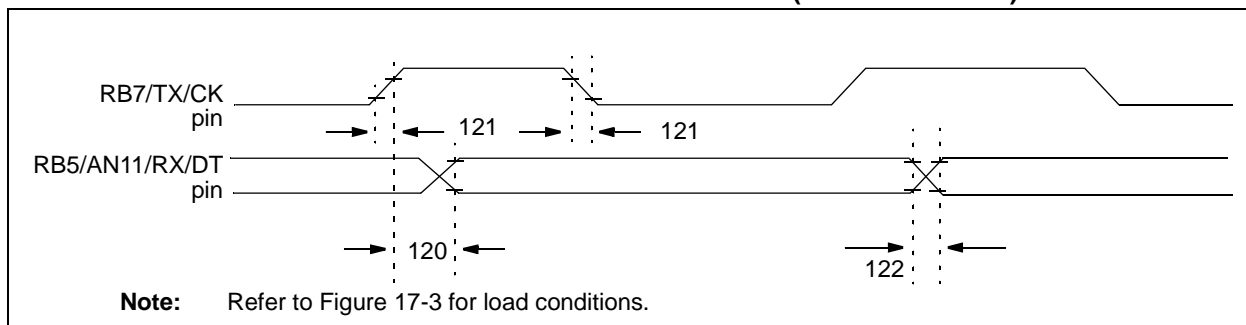 RB7/TX/CK
pin
121
121
RB5/AN11/RX/DT
pin
120
122
Note: Refer to Figure 17-3 for load conditions.